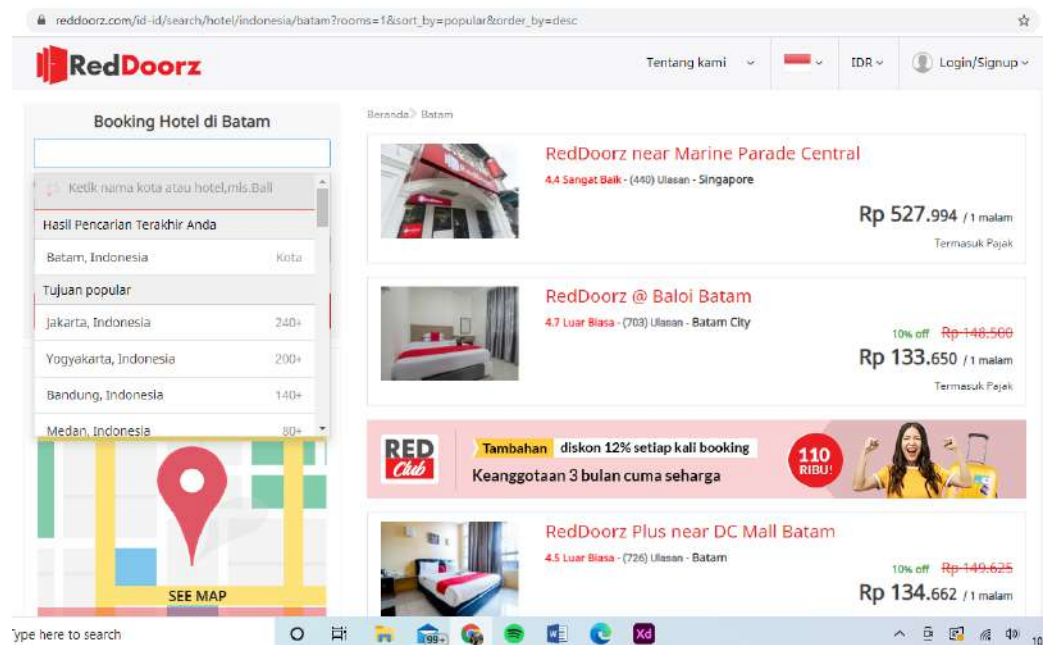 reddoorz.com/id-id/search/hotel/indonesia/batam?rooms=1&sort_by=popular&order_by=desc
RedDoorz
Tentang kami
IDR
Login/Signup
Booking Hotel di Batam
Ketik nama kota atau hotel,mls.Bali
Hasil Pencarian Terakhir Anda
Batam, Indonesia Kota
Tujuan popular
Jakarta, Indonesia 240+
Yogyakarta, Indonesia 200+
Bandung, Indonesia 140+
Medan, Indonesia 80+
SEE MAP
Beranda> Batam
RedDoorz near Marine Parade Central
4.4 Sangat Baik - (440) Ulasan - Singapore
Rp 527.994 / 1 malam
Termasuk Pajak
RedDoorz @ Baloi Batam
4.7 Luar Biasa - (703) Ulasan - Batam City
10% off Rp 148.500
Rp 133.650 / 1 malam
Termasuk Pajak
RED
Club
Tambahan diskon 12% setiap kali booking
Keanggotaan 3 bulan cuma seharga
110
RIBU!
RedDoorz Plus near DC Mall Batam
4.5 Luar Biasa - (726) Ulasan - Batam
10% off Rp 149.625
Rp 134.662 / 1 malam
ype here to search
99+
Xd
10